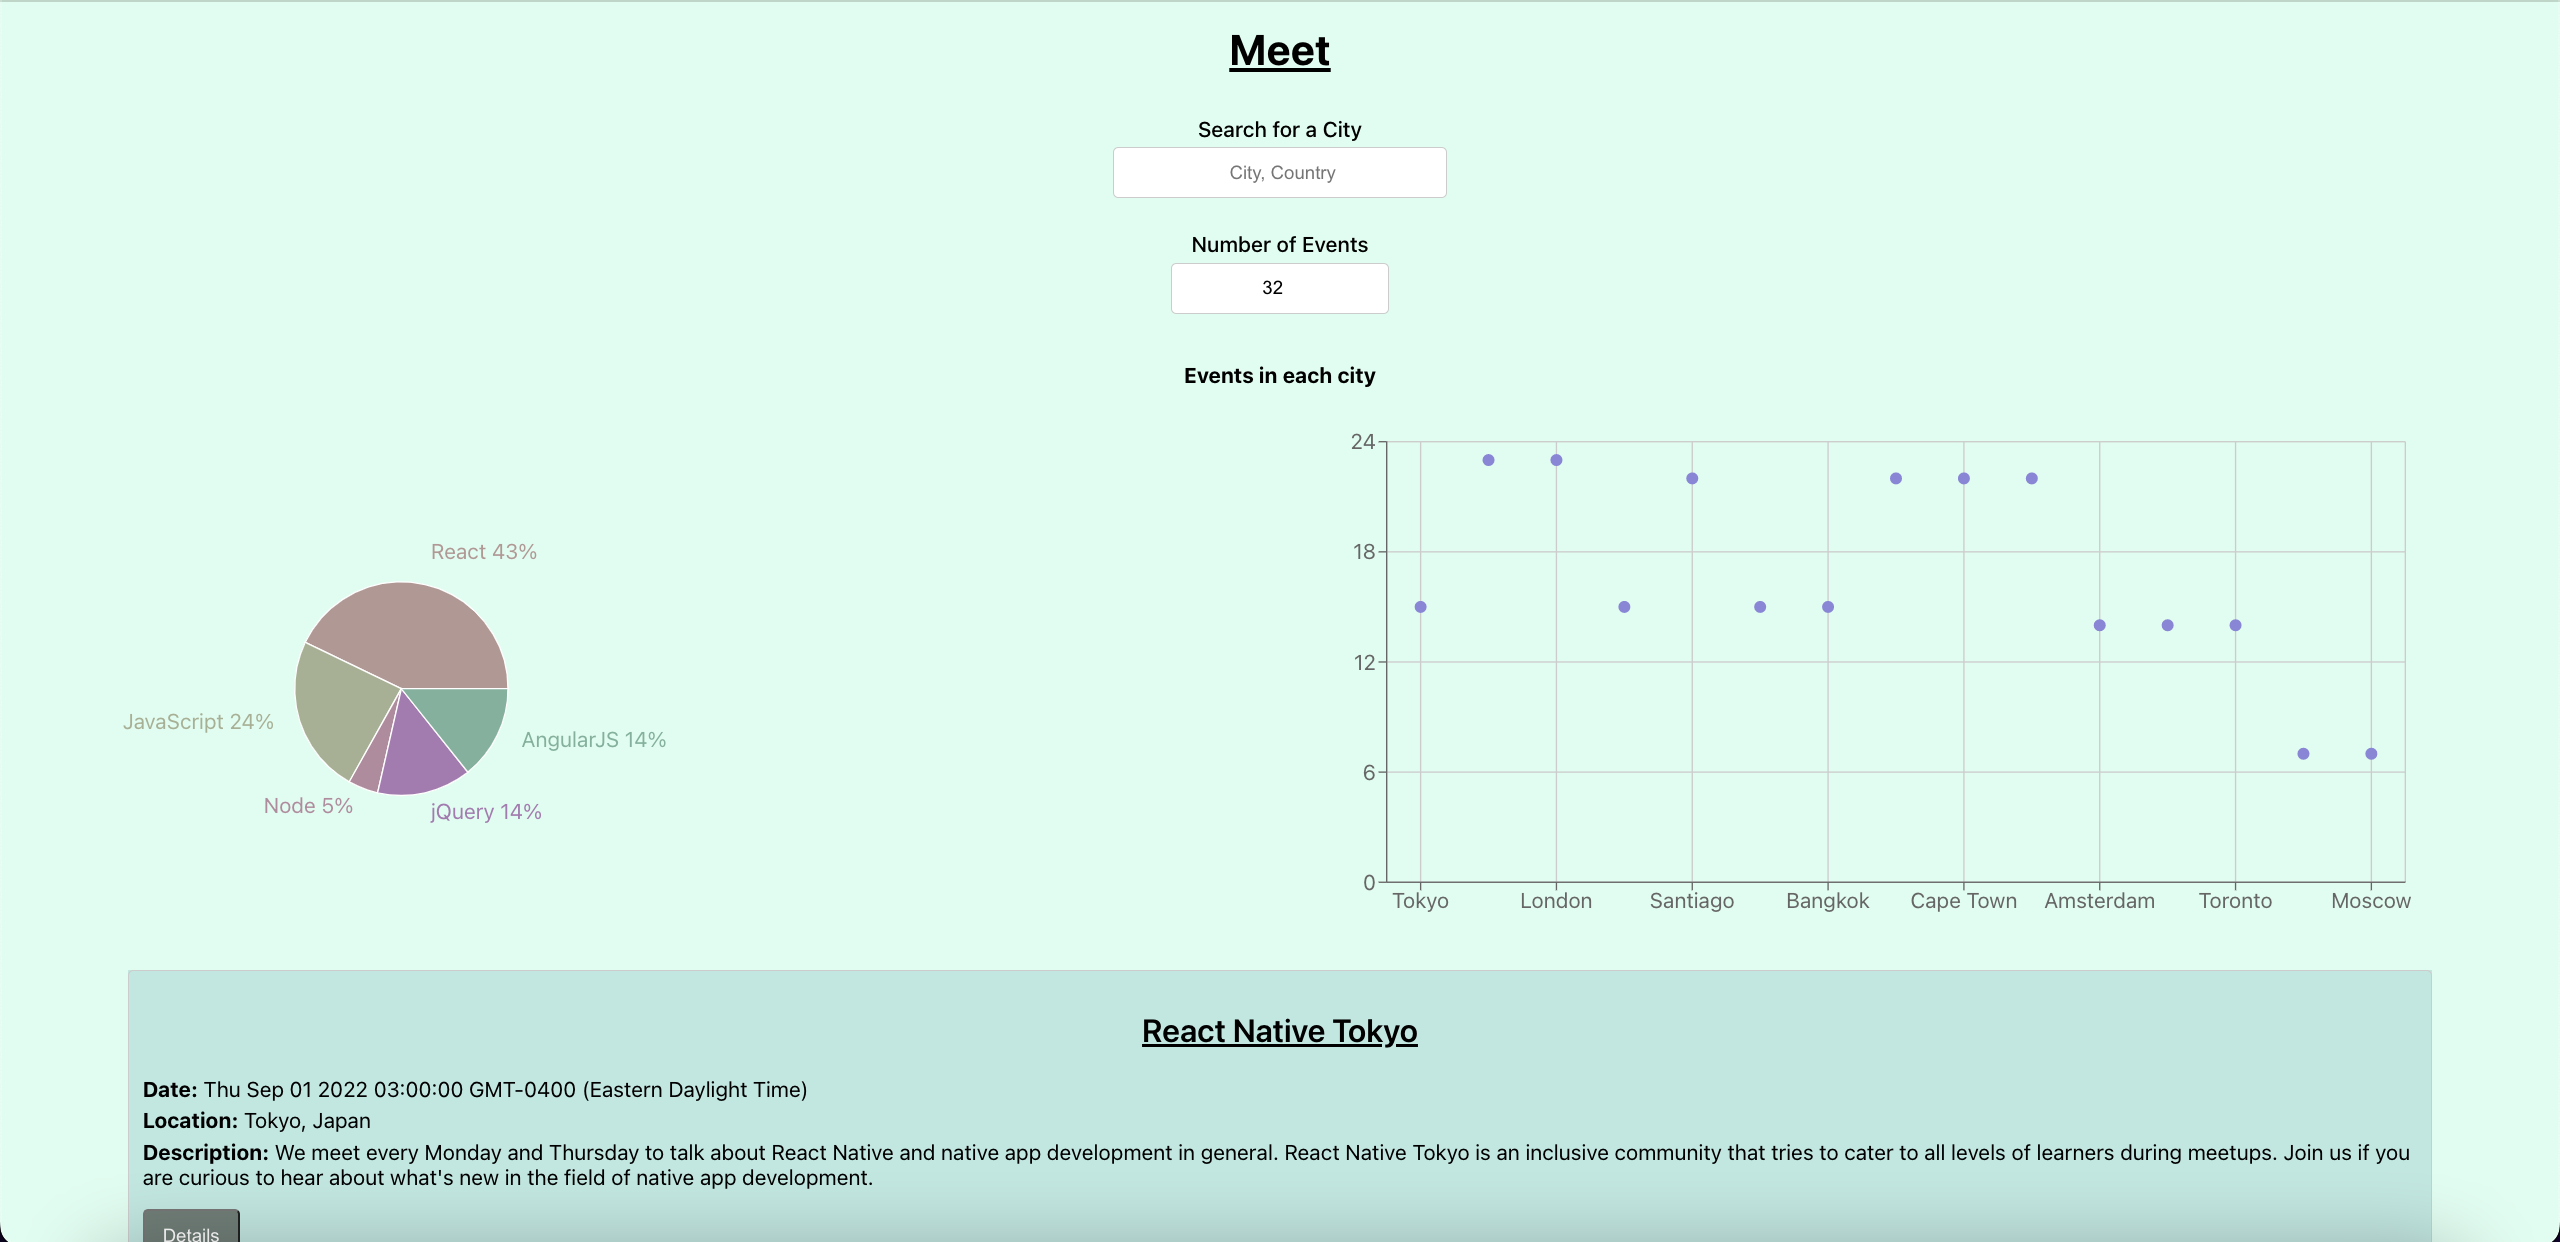 Meet
Search for a City
City, Country
Number of Events
32
Events in each city
React 43%
JavaScript 24%
AngularJS 14%
Node 5%
jQuery 14%
24
18
12
6
0
Tokyo London Santiago Bangkok Cape Town Amsterdam Toronto Moscow
React Native Tokyo
Date: Thu Sep 01 2022 03:00:00 GMT-0400 (Eastern Daylight Time)
Location: Tokyo, Japan
Description: We meet every Monday and Thursday to talk about React Native and native app development in general. React Native Tokyo is an inclusive community that tries to cater to all levels of learners during meetups. Join us if you
are curious to hear about what's new in the field of native app development.
Details